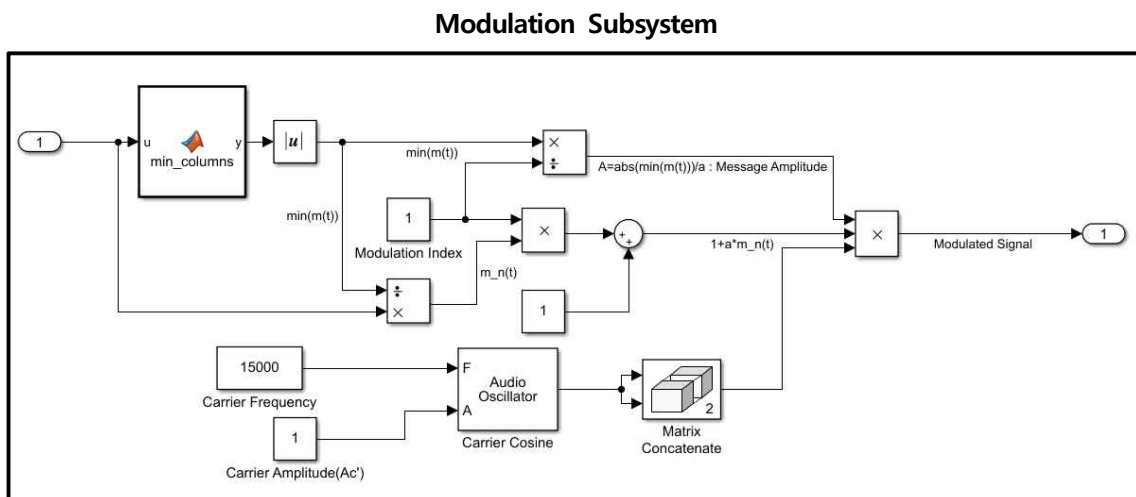 Modulation Subsystem
1
u
y
min_columns
|u|
min(m(t))
×
÷
A=abs(min(m(t)))/a : Message Amplitude
min(m(t))
1
Modulation Index
×
+
+
1+a*m_n(t)
×
Modulated Signal
1
m_n(t)
÷
×
1
15000
Carrier Frequency
F
A
Audio
Oscillator
Carrier Cosine
2
Matrix
Concatenate
1
Carrier Amplitude(Ac')